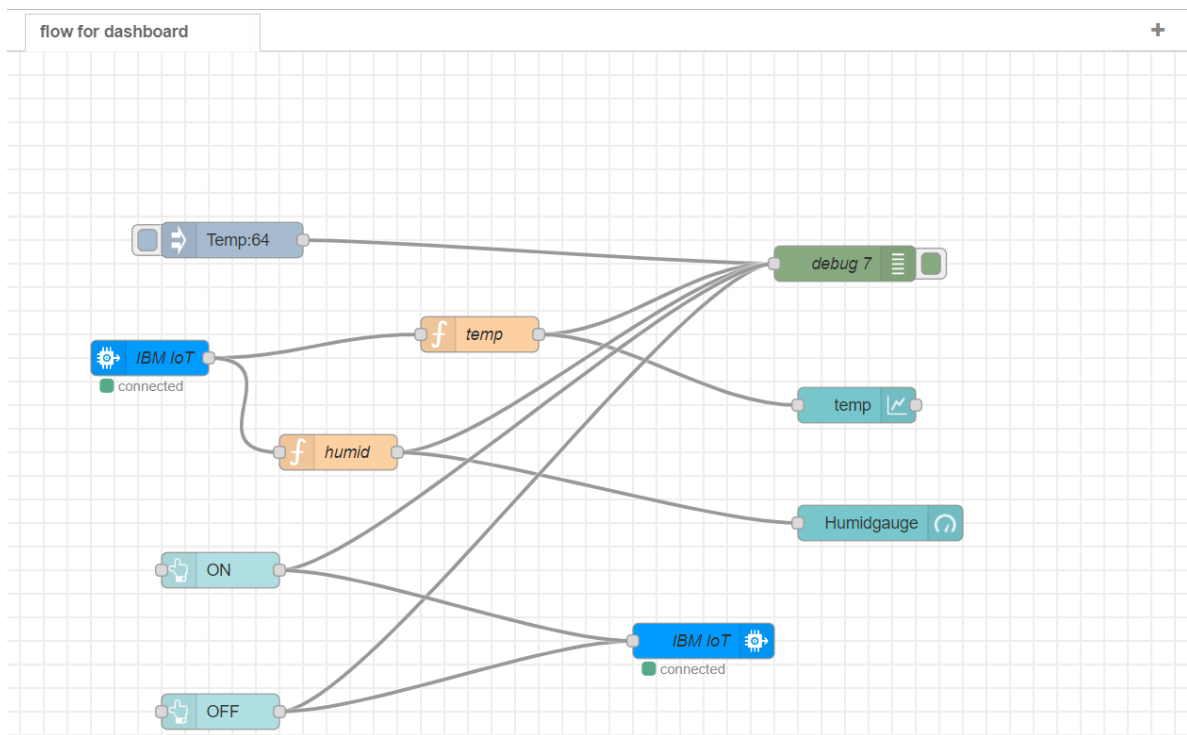 flow for dashboard
+
Temp:64
debug 7
temp
IBM IoT
connected
temp
humid
Humidgauge
ON
IBM IoT
connected
OFF